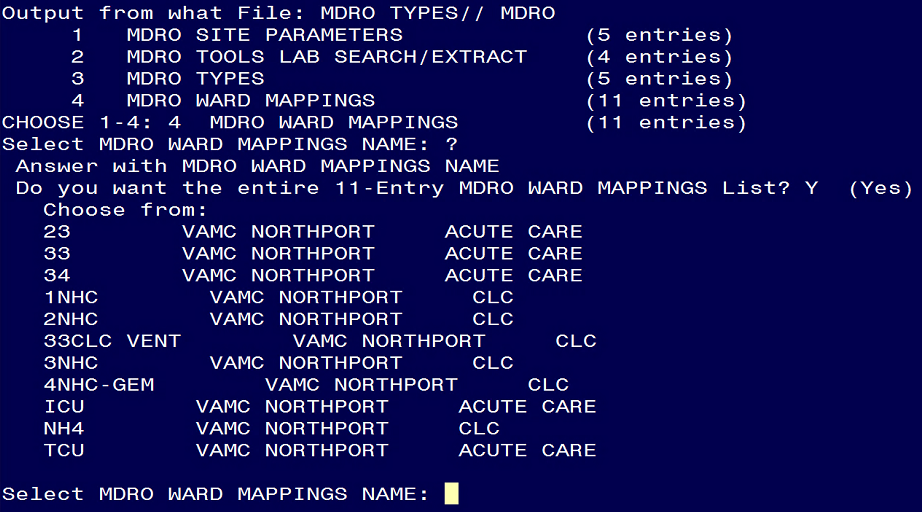 Output from what File: MDRO TYPES// MDRO
1 MDRO SITE PARAMETERS (5 entries)
2 MDRO TOOLS LAB SEARCH/EXTRACT (4 entries)
3 MDRO TYPES (5 entries)
4 MDRO WARD MAPPINGS (11 entries)
CHOOSE 1-4: 4 MDRO WARD MAPPINGS (11 entries)
Select MDRO WARD MAPPINGS NAME: ?
Answer with MDRO WARD MAPPINGS NAME
Do you want the entire 11-Entry MDRO WARD MAPPINGS List? Y (Yes)
Choose from:
23 VAMC NORTHPORT ACUTE CARE
33 VAMC NORTHPORT ACUTE CARE
34 VAMC NORTHPORT ACUTE CARE
1NHC VAMC NORTHPORT CLC
2NHC VAMC NORTHPORT CLC
33CLC VENT VAMC NORTHPORT CLC
3NHC VAMC NORTHPORT CLC
4NHC-GEM VAMC NORTHPORT CLC
ICU VAMC NORTHPORT ACUTE CARE
NH4 VAMC NORTHPORT CLC
TCU VAMC NORTHPORT ACUTE CARE
Select MDRO WARD MAPPINGS NAME: